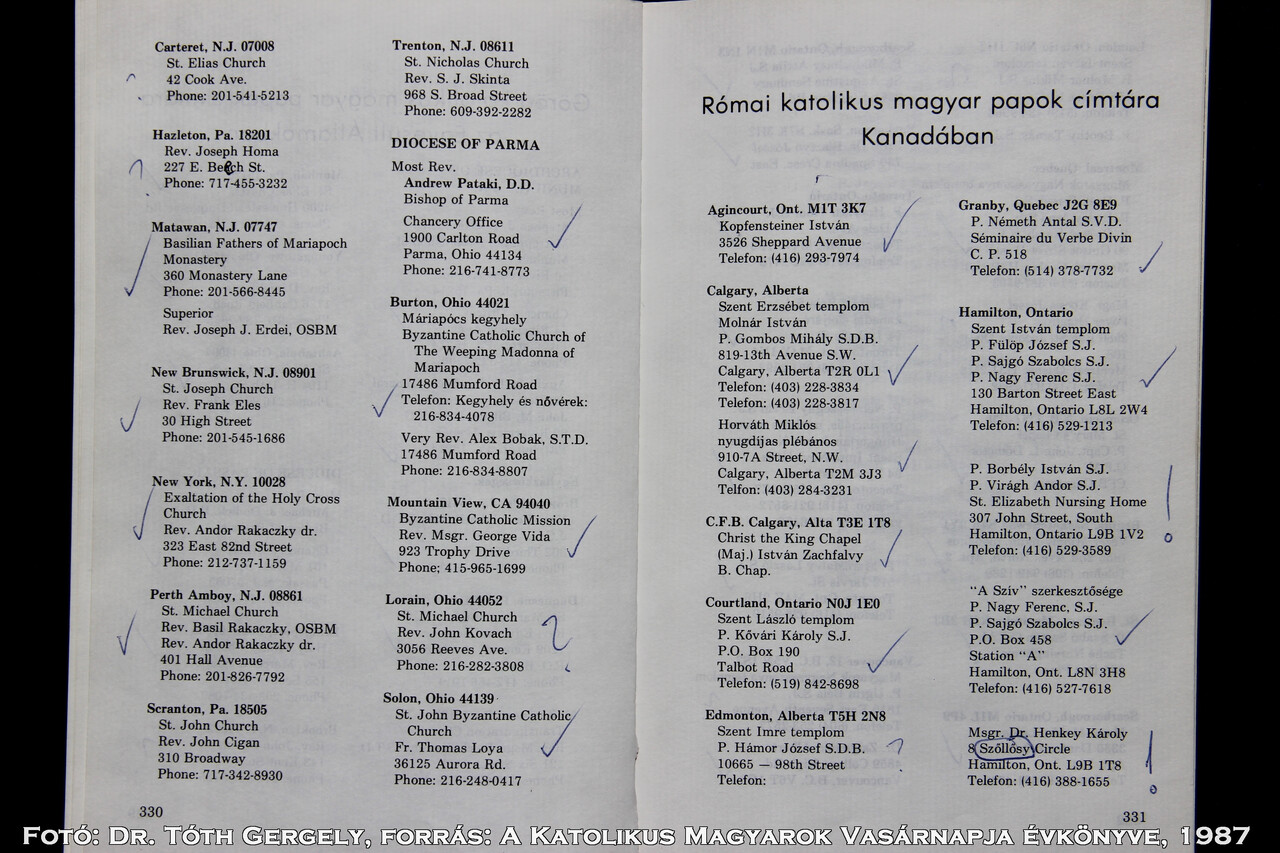 Carteret, N.J. 07008
St. Elias Church
42 Cook Ave.
Phone: 201-541-5213
Hazleton, Pa. 18201
Rev. Joseph Homa
227 E. Beech St.
Phone: 717-455-3232
Matawan, N.J. 07747
Basilian Fathers of Mariapoch
Monastery
360 Monastery Lane
Phone: 201-566-8445
Superior
Rev. Joseph J. Erdei, OSBM
New Brunswick, N.J. 08901
St. Joseph Church
Rev. Frank Eles
30 High Street
Phone: 201-545-1686
New York, N.Y. 10028
Exaltation of the Holy Cross
Church
Rev. Andor Rakaczky dr.
323 East 82nd Street
Phone: 212-737-1159
Perth Amboy, N.J. 08861
St. Michael Church
Rev. Basil Rakaczky, OSBM
Rev. Andor Rakaczky dr.
401 Hall Avenue
Phone: 201-826-7792
Scranton, Pa. 18505
St. John Church
Rev. John Cigan
310 Broadway
Phone: 717-342-8930
330
Trenton, N.J. 08611
St. Nicholas Church
Rev. S. J. Skinta
968 S. Broad Street
Phone: 609-392-2282
DIOCESE OF PARMA
Most Rev.
Andrew Pataki, D.D.
Bishop of Parma
Chancery Office
1900 Carlton Road
Parma, Ohio 44134
Phone: 216-741-8773
Burton, Ohio 44021
Máriapócs kegyhely
Byzantine Catholic Church of
The Weeping Madonna of
Mariapoch
17486 Mumford Road
Telefon: Kegyhely és nővérek:
216-834-4078
Very Rev. Alex Bobak, S.T.D.
17486 Mumford Road
Phone: 216-834-8807
Mountain View, CA 94040
Byzantine Catholic Mission
Rev. Msgr. George Vida
923 Trophy Drive
Phone; 415-965-1699
Lorain, Ohio 44052
St. Michael Church
Rev. John Kovach
3056 Reeves Ave.
Phone: 216-282-3808
Solon, Ohio 44139
St. John Byzantine Catholic
Church
Fr. Thomas Loya
36125 Aurora Rd.
Phone: 216-248-0417
Római katolikus magyar papok címtára
Kanadában
Agincourt, Ont. M1T 3K7
Kopfensteiner István
3526 Sheppard Avenue
Telefon: (416) 293-7974
Calgary, Alberta
Szent Erzsébet templom
Molnár István
P. Gombos Mihály S.D.B.
819-13th Avenue S.W.
Calgary, Alberta T2R 0L1
Telefon: (403) 228-3834
Telefon: (403) 228-3817
Horváth Miklós
nyugdíjas plébános
910-7A Street, N.W.
Calgary, Alberta T2M 3J3
Telfon: (403) 284-3231
C.F.B. Calgary, Alta T3E 1T8
Christ the King Chapel
(Maj.) István Zachfalvy
B. Chap.
Courtland, Ontario N0J 1E0
Szent László templom
P. Kővári Károly S.J.
P.O. Box 190
Talbot Road
Telefon: (519) 842-8698
Edmonton, Alberta T5H 2N8
Szent Imre templom
P. Hámor József S.D.B.
10665 — 98th Street
Telefon:
Granby, Quebec J2G 8E9
P. Németh Antal S.V.D.
Séminaire du Verbe Divin
C. P. 518
Telefon: (514) 378-7732
Hamilton, Ontario
Szent István templom
P. Fülöp József S.J.
P. Sajgó Szabolcs S.J.
P. Nagy Ferenc S.J.
130 Barton Street East
Hamilton, Ontario L8L 2W4
Telefon: (416) 529-1213
P. Borbély István S.J.
P. Virágh Andor S.J.
St. Elizabeth Nursing Home
307 John Street, South
Hamilton, Ontario L9B 1V2
Telefon: (416) 529-3589
"A Szív" szerkesztősége
P. Nagy Ferenc, S.J.
P. Sajgó Szabolcs S.J.
P.O. Box 458
Station "A"
Hamilton, Ont. L8N 3H8
Telefon: (416) 527-7618
Msgr. Dr. Henkey Károly
8 Szőllősy Circle
Hamilton, Ont. L9B 1T8
Telefon: (416) 388-1655
331
Fotó: Dr. Tóth Gergely, forrás: A Katolikus Magyarok Vasárnapja évkönyve, 1987